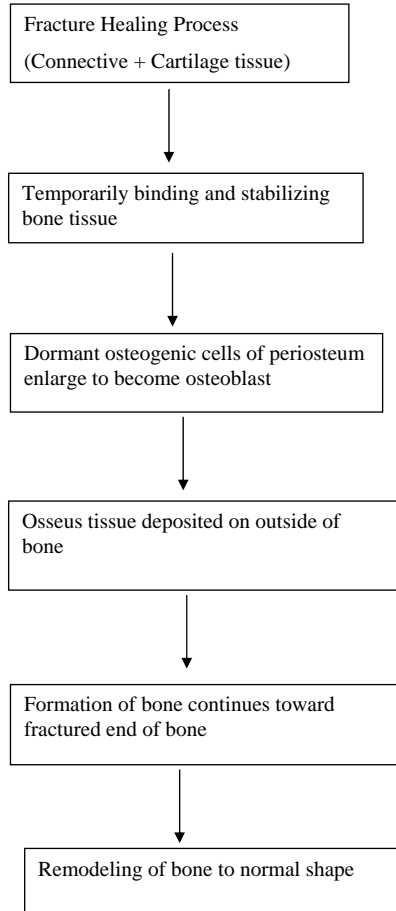 Fracture Healing Process
(Connective + Cartilage tissue)
Temporarily binding and stabilizing
bone tissue
Dormant osteogenic cells of periosteum
enlarge to become osteoblast
Osseus tissue deposited on outside of
bone
Formation of bone continues toward
fractured end of bone
Remodeling of bone to normal shape